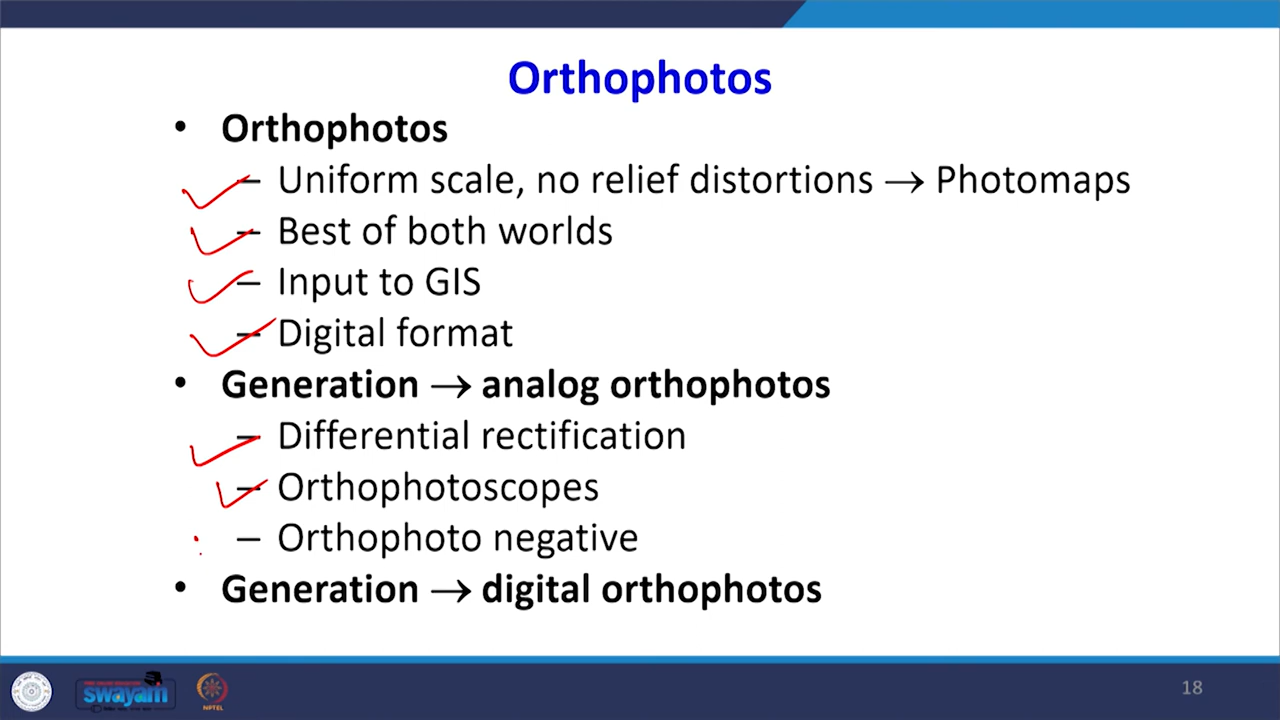 Orthophotos
• Orthophotos
– Uniform scale, no relief distortions → Photomaps
– Best of both worlds
– Input to GIS
– Digital format
• Generation → analog orthophotos
– Differential rectification
– Orthophotoscopes
– Orthophoto negative
• Generation → digital orthophotos
swayam
NPTEL
18